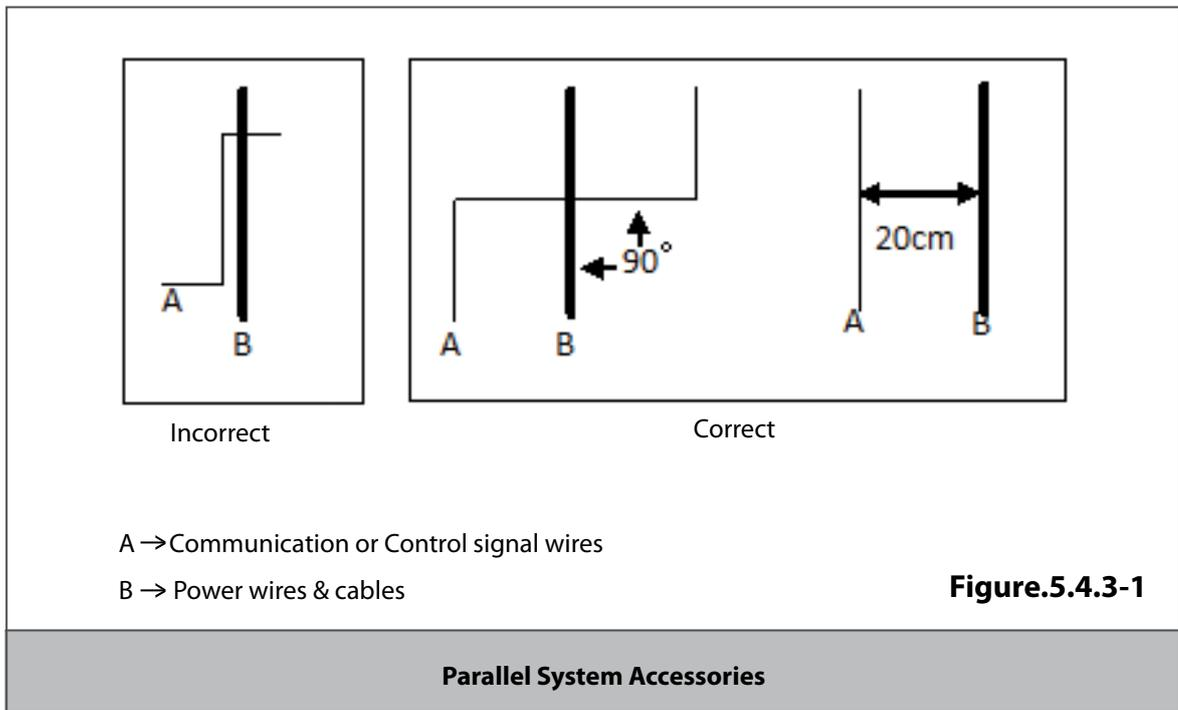 A
B
Incorrect
A
B
90°
A
20cm
B
Correct
A →Communication or Control signal wires
B → Power wires & cables
Figure.5.4.3-1
Parallel System Accessories